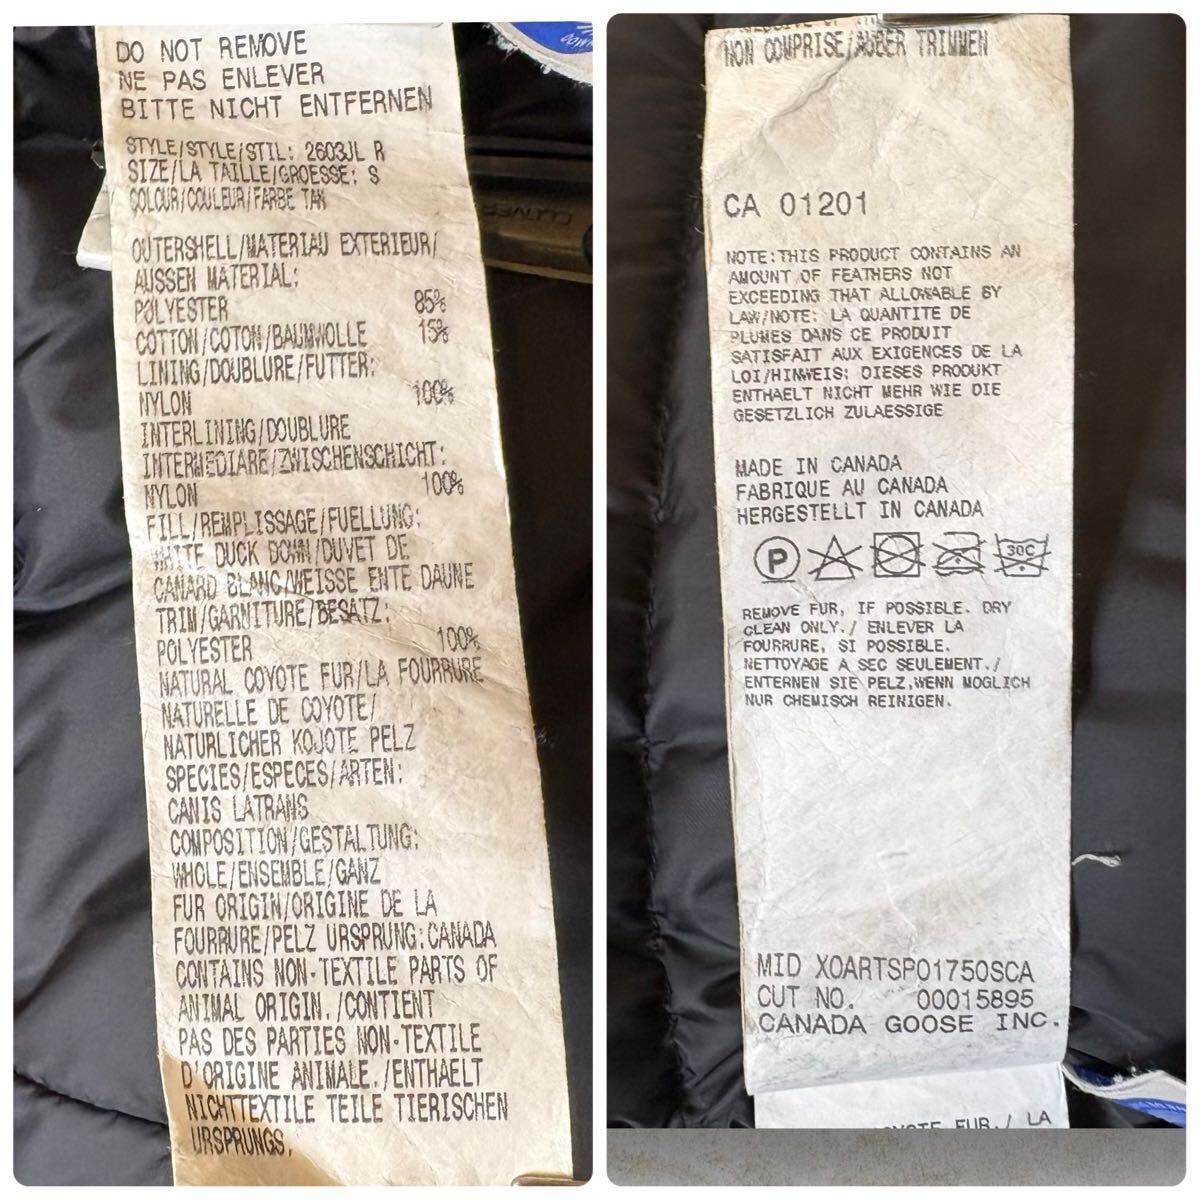 DO NOT REMOVE
NE PAS ENLEVER
BITTE NICHT ENTFERNEN
STYLE/STYLE/STIL: 2603JL R
SIZE/LA TAILLE/GROESSE: S
COLOUR/COULEUR/FARBE TAN
OUTERSHELL/MATERIAU EXTERIEUR/
AUSSEN MATERIAL:
POLYESTER 85%
COTTON/COTON/BAUMWOLLE 15%
LINING/DOUBLURE/FUTTER:
NYLON 100%
INTERLINING/DOUBLURE
INTERMEDIARE/ZWISCHENSCHICHT:
NYLON 100%
FILL/REMPLISSAGE/FUELLUNG:
WHITE DUCK DOWN/DUVET DE
CANARD BLANC/WEISSE ENTE DAUNE
TRIM/GARNITURE/BESATZ:
POLYESTER 100%
NATURAL COYOTE FUR/LA FOURRURE
NATURELLE DE COYOTE/
NATURLICHER KOJOTE PELZ
SPECIES/ESPECES/ARTEN:
CANIS LATRANS
COMPOSITION/GESTALTUNG:
WHOLE/ENSEMBLE/GANZ
FUR ORIGIN/ORIGINE DE LA
FOURRURE/PELZ URSPRUNG:CANADA
CONTAINS NON-TEXTILE PARTS OF
ANIMAL ORIGIN./CONTIENT
PAS DES PARTIES NON-TEXTILE
D'ORIGINE ANIMALE./ENTHAELT
NICHTTEXTILE TEILE TIERISCHEN
URSPRUNGS.
NON COMPRISE/AUBER TRIMMEN
CA 01201
NOTE:THIS PRODUCT CONTAINS AN
AMOUNT OF FEATHERS NOT
EXCEEDING THAT ALLOWABLE BY
LAW/NOTE: LA QUANTITE DE
PLUMES DANS CE PRODUIT
SATISFAIT AUX EXIGENCES DE LA
LOI/HINWEIS: DIESES PRODUKT
ENTHAELT NICHT MEHR WIE DIE
GESETZLICH ZULAESSIGE
MADE IN CANADA
FABRIQUE AU CANADA
HERGESTELLT IN CANADA
P 30C
REMOVE FUR, IF POSSIBLE. DRY
CLEAN ONLY./ ENLEVER LA
FOURRURE, SI POSSIBLE.
NETTOYAGE A SEC SEULEMENT./
ENTERNEN SIE PELZ,WENN MOGLICH
NUR CHEMISCH REINIGEN.
MID XOARTSPO1750SCA
CUT NO. 00015895
CANADA GOOSE INC.
FUR./ LA